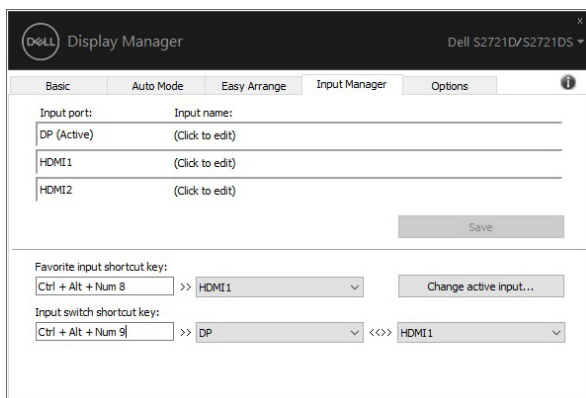 x
DELL Display Manager Dell S2721D/S2721DS
Basic Auto Mode Easy Arrange Input Manager Options i
Input port: Input name:
DP (Active) (Click to edit)
HDMI1 (Click to edit)
HDMI2 (Click to edit)
Save
Favorite input shortcut key:
Ctrl + Alt + Num 8 >> HDMI1 Change active input...
Input switch shortcut key:
Ctrl + Alt + Num 9 >> DP <<>> HDMI1